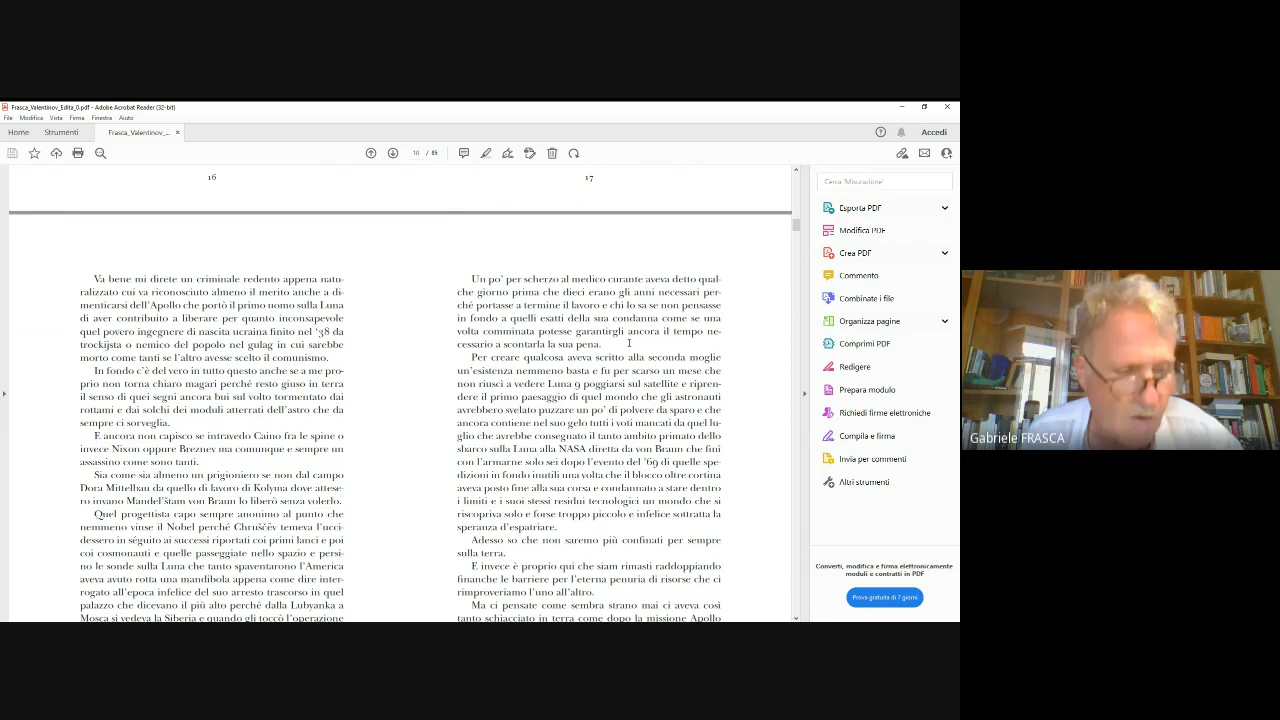 Frasca_Valentinov_Edita_0.pdf - Adobe Acrobat Reader (32-bit)
File Modifica Vista Firma Finestra Aiuto
Home Strumenti Frasca_Valentinov_... × Accedi
10 / 85
16
17
Va bene mi direte un criminale redento appena natu-
ralizzato cui va riconosciuto almeno il merito anche a di-
menticarsi dell'Apollo che portò il primo uomo sulla Luna
di aver contribuito a liberare per quanto inconsapevole
quel povero ingegnere di nascita ucraina finito nel '38 da
trockijsta o nemico del popolo nel gulag in cui sarebbe
morto come tanti se l'altro avesse scelto il comunismo.
In fondo c'è del vero in tutto questo anche se a me pro-
prio non torna chiaro magari perché resto giuso in terra
il senso di quei segni ancora bui sul volto tormentato dai
rottami e dai solchi dei moduli atterrati dell'astro che da
sempre ci sorveglia.
E ancora non capisco se intravedo Caino fra le spine o
invece Nixon oppure Breznev ma comunque e sempre un
assassino come sono tanti.
Sia come sia almeno un prigioniero se non dal campo
Dora Mittelbau da quello di lavoro di Kolyma dove attese-
ro invano Mandel'štam von Braun lo liberò senza volerlo.
Quel progettista capo sempre anonimo al punto che
nemmeno vinse il Nobel perché Chruščëv temeva l'ucci-
dessero in séguito ai successi riportati coi primi lanci e poi
coi cosmonauti e quelle passeggiate nello spazio e persi-
no le sonde sulla Luna che tanto spaventarono l'America
aveva avuto rotta una mandibola appena come dire inter-
rogato all'epoca infelice del suo arresto trascorso in quel
palazzo che dicevano il più alto perché dalla Lubyanka a
Mosca si vedeva la Siberia e quando gli toccò l'operazione
Un po' per scherzo al medico curante aveva detto qual-
che giorno prima che dieci erano gli anni necessari per-
ché portasse a termine il lavoro e chi lo sa se non pensasse
in fondo a quelli esatti della sua condanna come se una
volta comminata potesse garantirgli ancora il tempo ne-
cessario a scontarla la sua pena.
Per creare qualcosa aveva scritto alla seconda moglie
un'esistenza nemmeno basta e fu per scarso un mese che
non riuscì a vedere Luna 9 poggiarsi sul satellite e ripren-
dere il primo paesaggio di quel mondo che gli astronauti
avrebbero svelato puzzare un po' di polvere da sparo e che
ancora contiene nel suo gelo tutti i voti mancati da quel lu-
glio che avrebbe consegnato il tanto ambito primato dello
sbarco sulla Luna alla NASA diretta da von Braun che finì
con l'armarne solo sei dopo l'evento del '69 di quelle spe-
dizioni in fondo inutili una volta che il blocco oltre cortina
aveva posto fine alla sua corsa e condannato a stare dentro
i limiti e i suoi stessi residui tecnologici un mondo che si
riscopriva solo e forse troppo piccolo e infelice sottratta la
speranza d'espatriare.
Adesso so che non saremo più confinati per sempre
sulla terra.
E invece è proprio qui che siam rimasti raddoppiando
finanche le barriere per l'eterna penuria di risorse che ci
rimproveriamo l'uno all'altro.
Ma ci pensate come sembra strano mai ci aveva così
tanto schiacciato in terra come dopo la missione Apollo
Cerca 'Misurazione'
Esporta PDF
Modifica PDF
Crea PDF
Commento
Combinate i file
Organizza pagine
Comprimi PDF
Redigere
Prepara modulo
Richiedi firme elettroniche
Compila e firma
Invia per commenti
Altri strumenti
Converti, modifica e firma elettronicamente
moduli e contratti in PDF
Prova gratuita di 7 giorni
Gabriele FRASCA